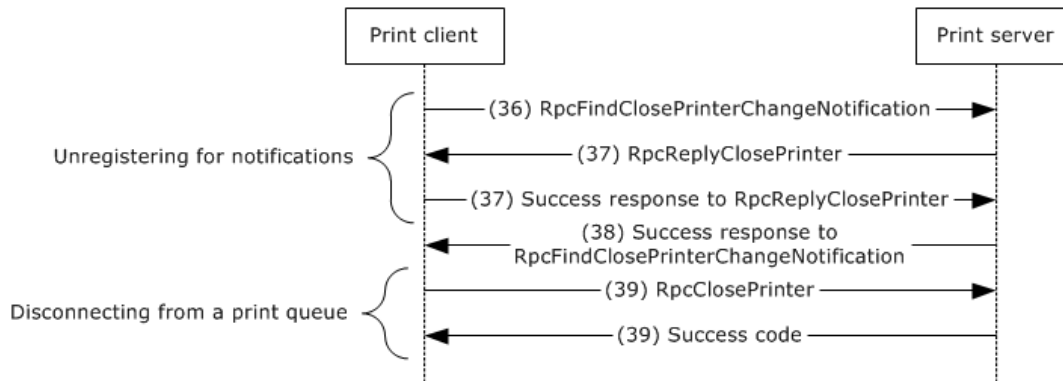 Print client
Print server
(36) RpcFindClosePrinterChangeNotification
Unregistering for notifications
(37) RpcReplyClosePrinter
(37) Success response to RpcReplyClosePrinter
(38) Success response to
RpcFindClosePrinterChangeNotification
(39) RpcClosePrinter
Disconnecting from a print queue
(39) Success code